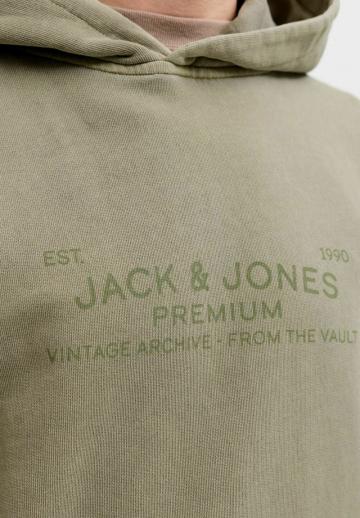 EST. 1990
JACK & JONES
PREMIUM
VINTAGE ARCHIVE - FROM THE VAULT